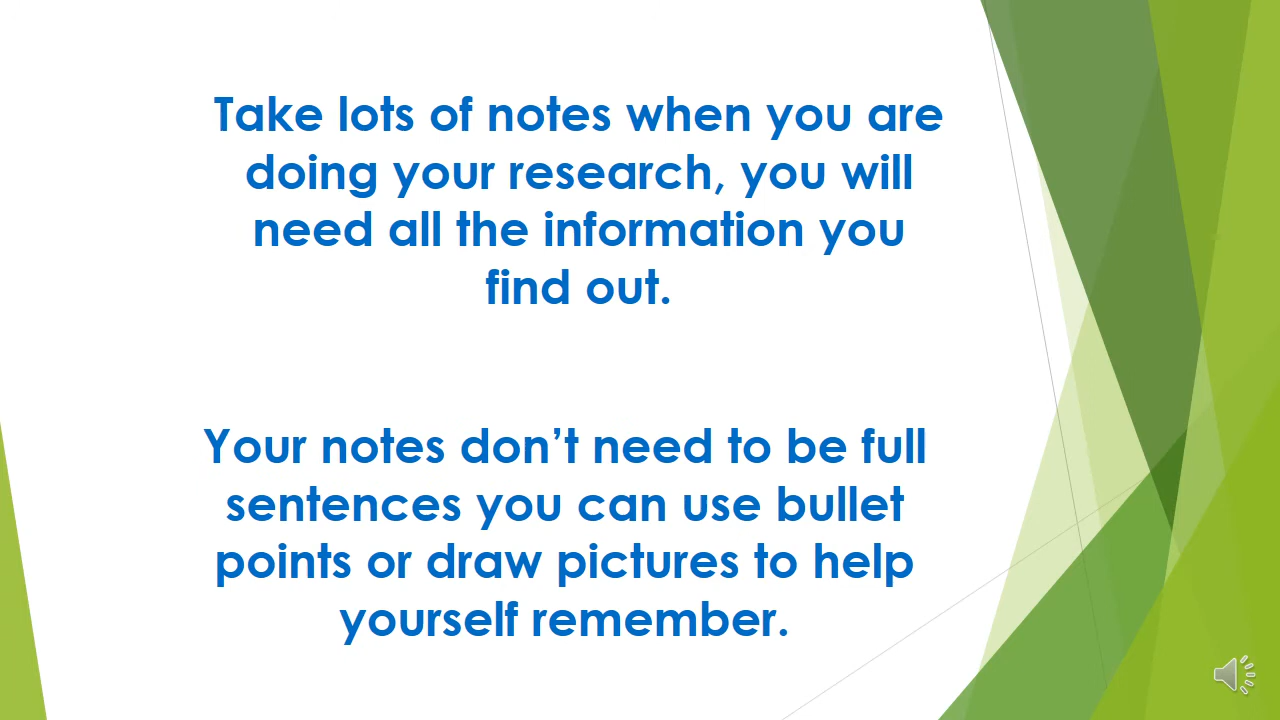 Take lots of notes when you are
doing your research, you will
need all the information you
find out.
Your notes don’t need to be full
sentences you can use bullet
points or draw pictures to help
yourself remember.